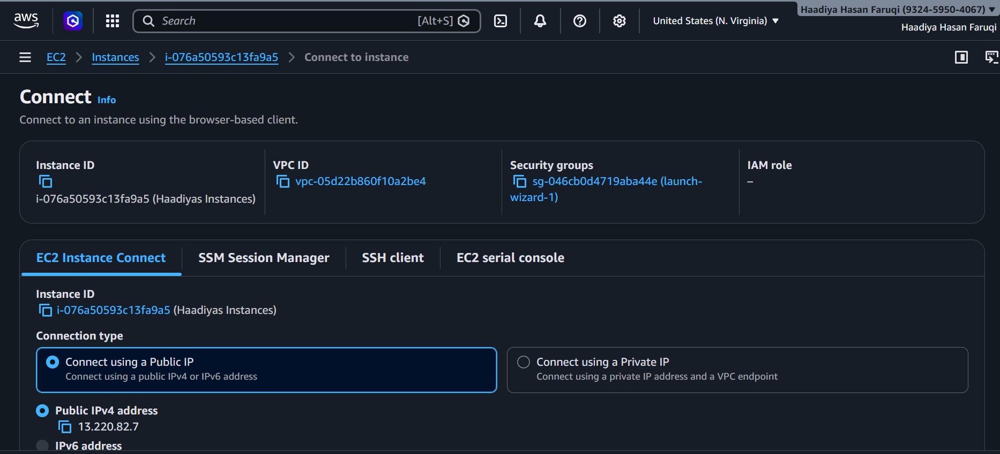 aws
Search
[Alt+S]
United States (N. Virginia) ▼
Haadiya Hasan Faruqi (9324-5950-4067) ▼
Haadiya Hasan Faruqi
EC2 > Instances > i-076a50593c13fa9a5 > Connect to instance
Connect Info
Connect to an instance using the browser-based client.
Instance ID
i-076a50593c13fa9a5 (Haadiyas Instances)
VPC ID
vpc-05d22b860f10a2be4
Security groups
sg-046cb0d4719aba44e (launch-
wizard-1)
IAM role
–
EC2 Instance Connect
SSM Session Manager
SSH client
EC2 serial console
Instance ID
i-076a50593c13fa9a5 (Haadiyas Instances)
Connection type
Connect using a Public IP
Connect using a public IPv4 or IPv6 address
Connect using a Private IP
Connect using a private IP address and a VPC endpoint
Public IPv4 address
13.220.82.7
IPv6 address